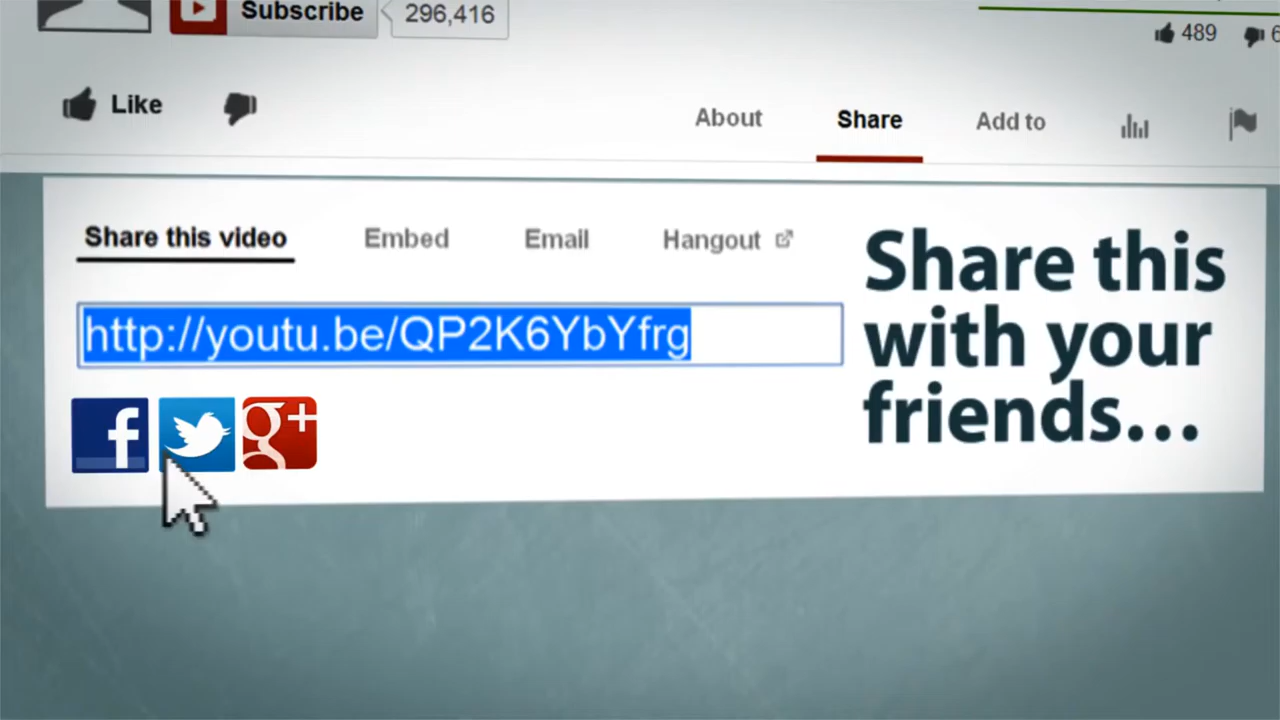 Subscribe 296,416
489 6
Like
About Share Add to
Share this video Embed Email Hangout
http://youtu.be/QP2K6YbYfrg
f g+
Share this
with your
friends...